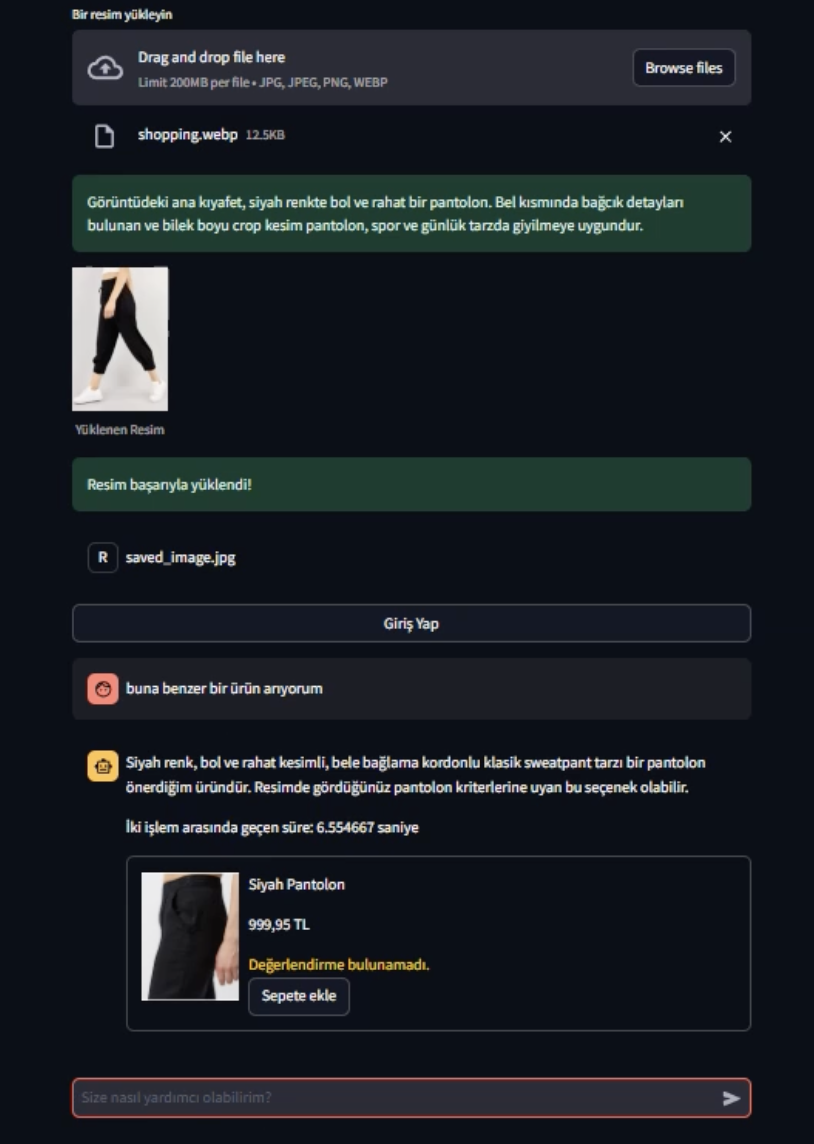 Bir resim yükleyin
Drag and drop file here
Limit 200MB per file • JPG, JPEG, PNG, WEBP
Browse files
shopping.webp 12.5KB
Görüntüdeki ana kıyafet, siyah renkte bol ve rahat bir pantolon. Bel kısmında bağcık detayları
bulunan ve bilek boyu crop kesim pantolon, spor ve günlük tarzda giyilmeye uygundur.
Yüklenen Resim
Resim başarıyla yüklendi!
R saved_image.jpg
Giriş Yap
buna benzer bir ürün arıyorum
Siyah renk, bol ve rahat kesimli, bele bağlama kordonlu klasik sweatpant tarzı bir pantolon
önerdiğim üründür. Resimde gördüğünüz pantolon kriterlerine uyan bu seçenek olabilir.
İki işlem arasında geçen süre: 6.554667 saniye
Siyah Pantolon
999,95 TL
Değerlendirme bulunamadı.
Sepete ekle
Size nasıl yardımcı olabilirim?